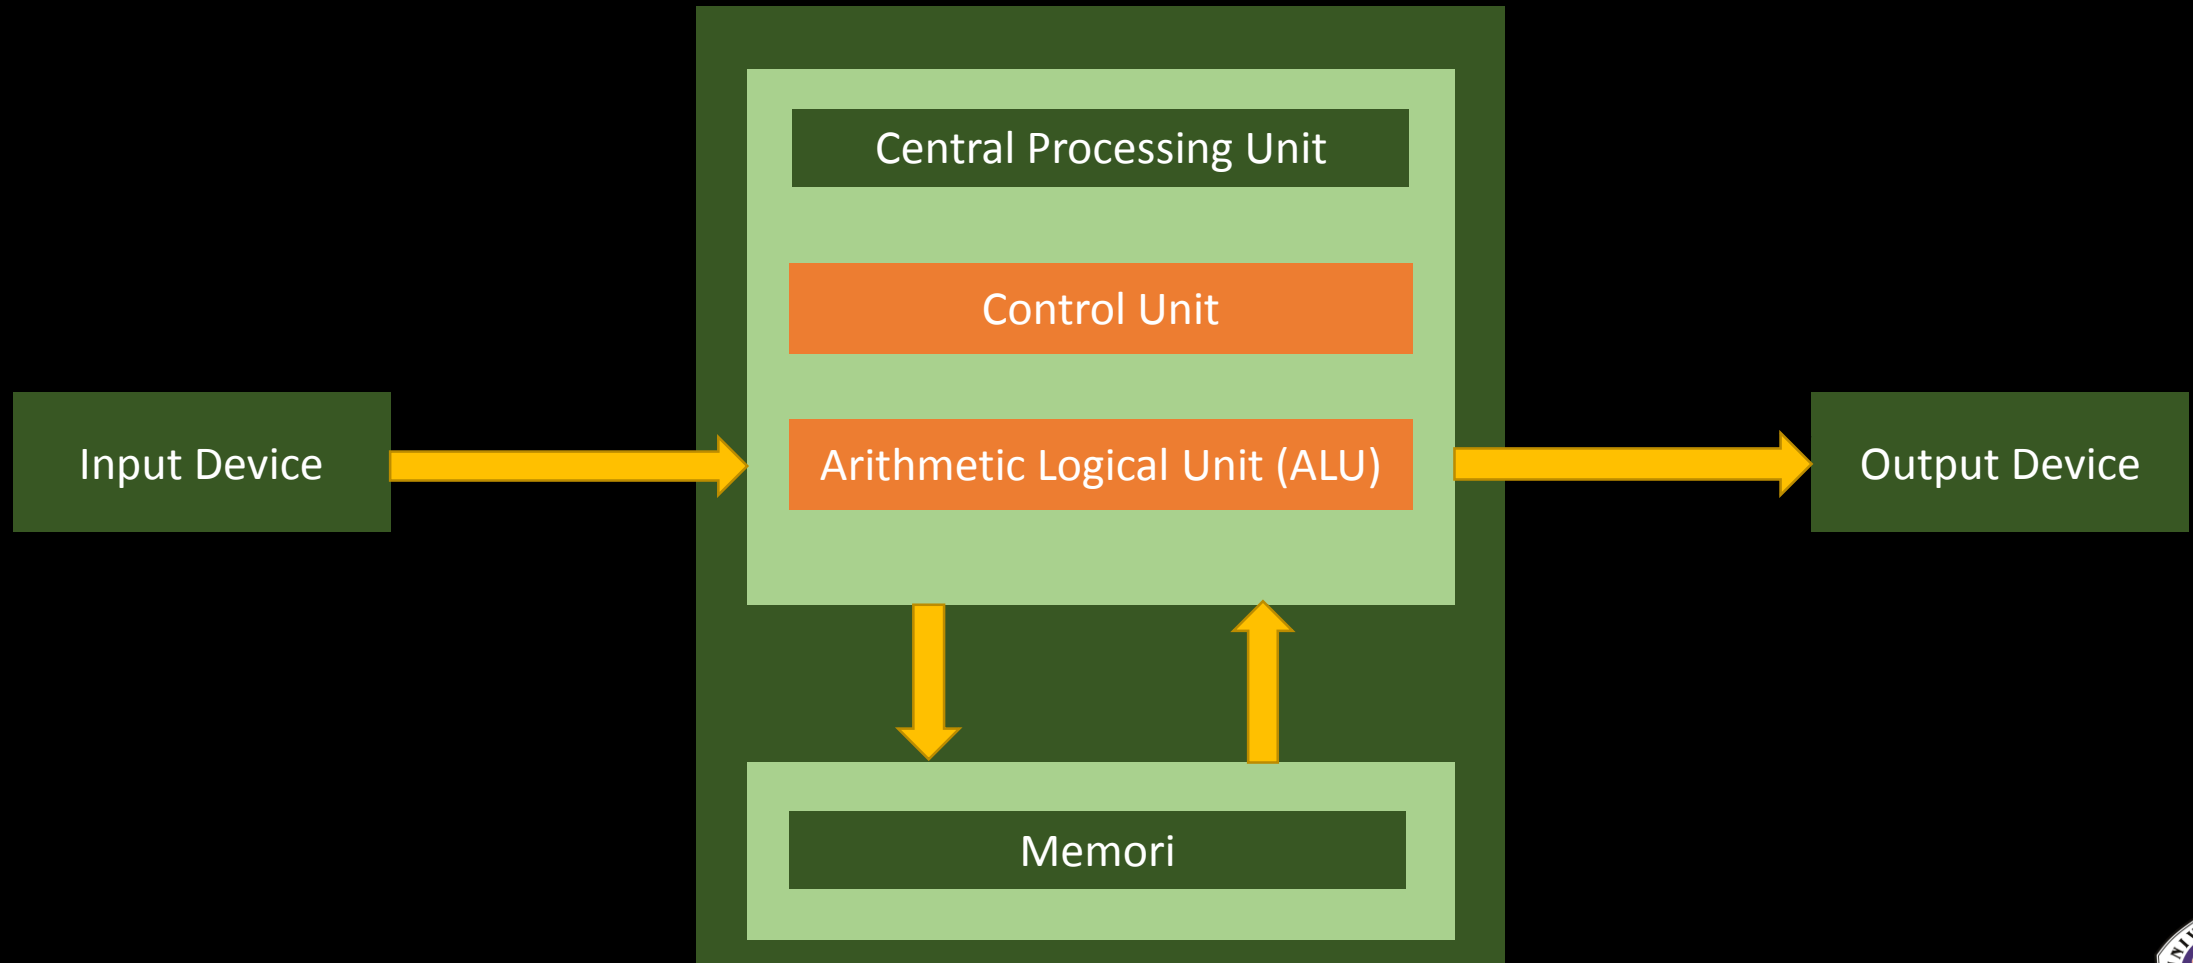 Central Processing Unit
Control Unit
Input Device
Arithmetic Logical Unit (ALU)
Output Device
Memori